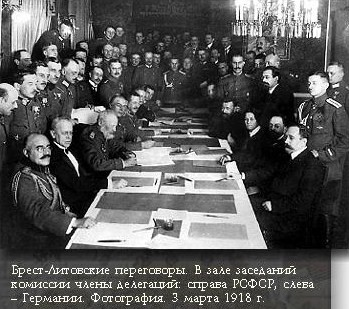 Брест-Литовские переговоры. В зале заседаний
комиссии члены делегаций: справа РСФСР, слева
– Германии. Фотография. 3 марта 1918 г.